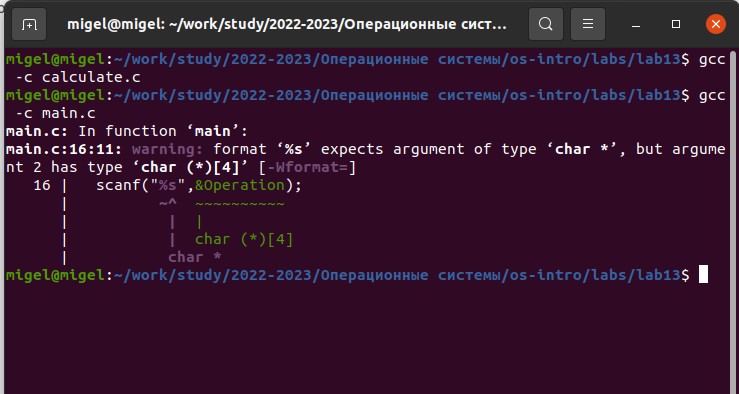 migel@migel: ~/work/study/2022-2023/Операционные сист...
migel@migel:~/work/study/2022-2023/Операционные системы/os-intro/labs/lab13$ gcc
 -c calculate.c
migel@migel:~/work/study/2022-2023/Операционные системы/os-intro/labs/lab13$ gcc
 -c main.c
main.c: In function ‘main’:
main.c:16:11: warning: format ‘%s’ expects argument of type ‘char *’, but argume
nt 2 has type ‘char (*)[4]’ [-Wformat=]
   16 |   scanf("%s",&Operation);
      |          ~^  ~~~~~~~~~~
      |           |  |
      |           |  char (*)[4]
      |           char *
migel@migel:~/work/study/2022-2023/Операционные системы/os-intro/labs/lab13$